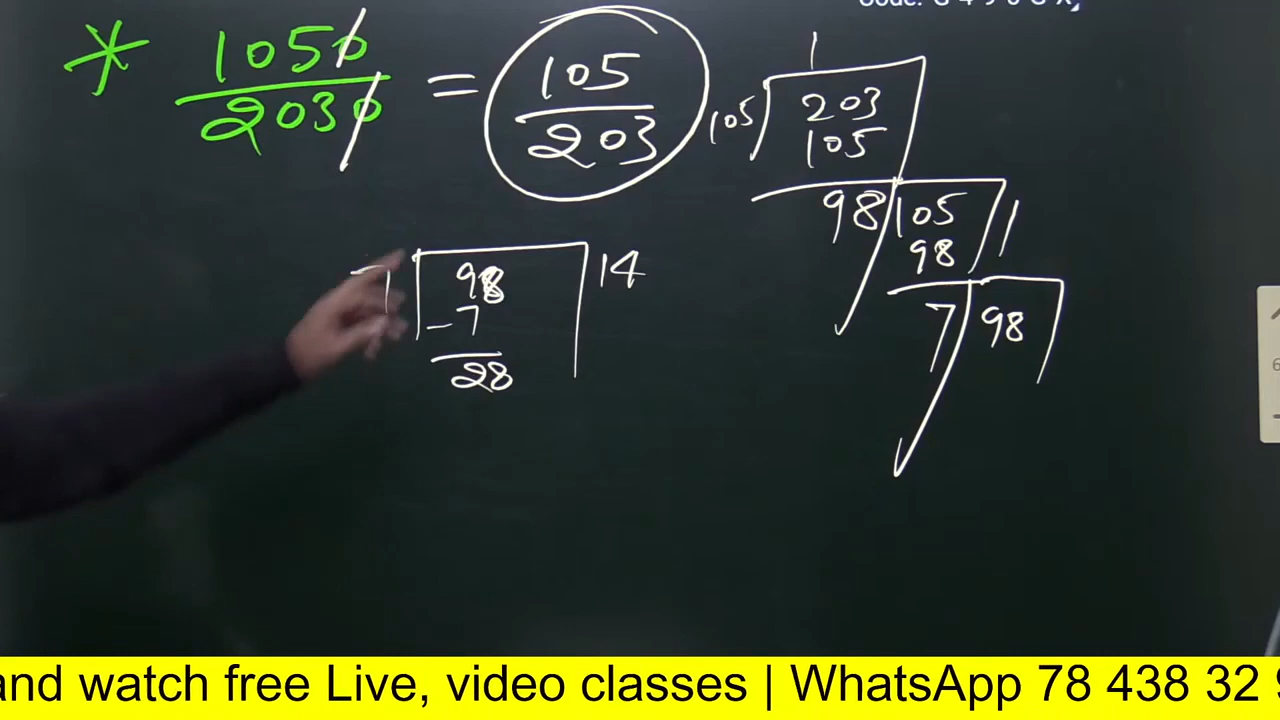 * 1050/2030 = 105/203
1
105 203
105
98 105 1
98
7 98
7 98 14
-7
28
and watch free Live, video classes | WhatsApp 78 438 32